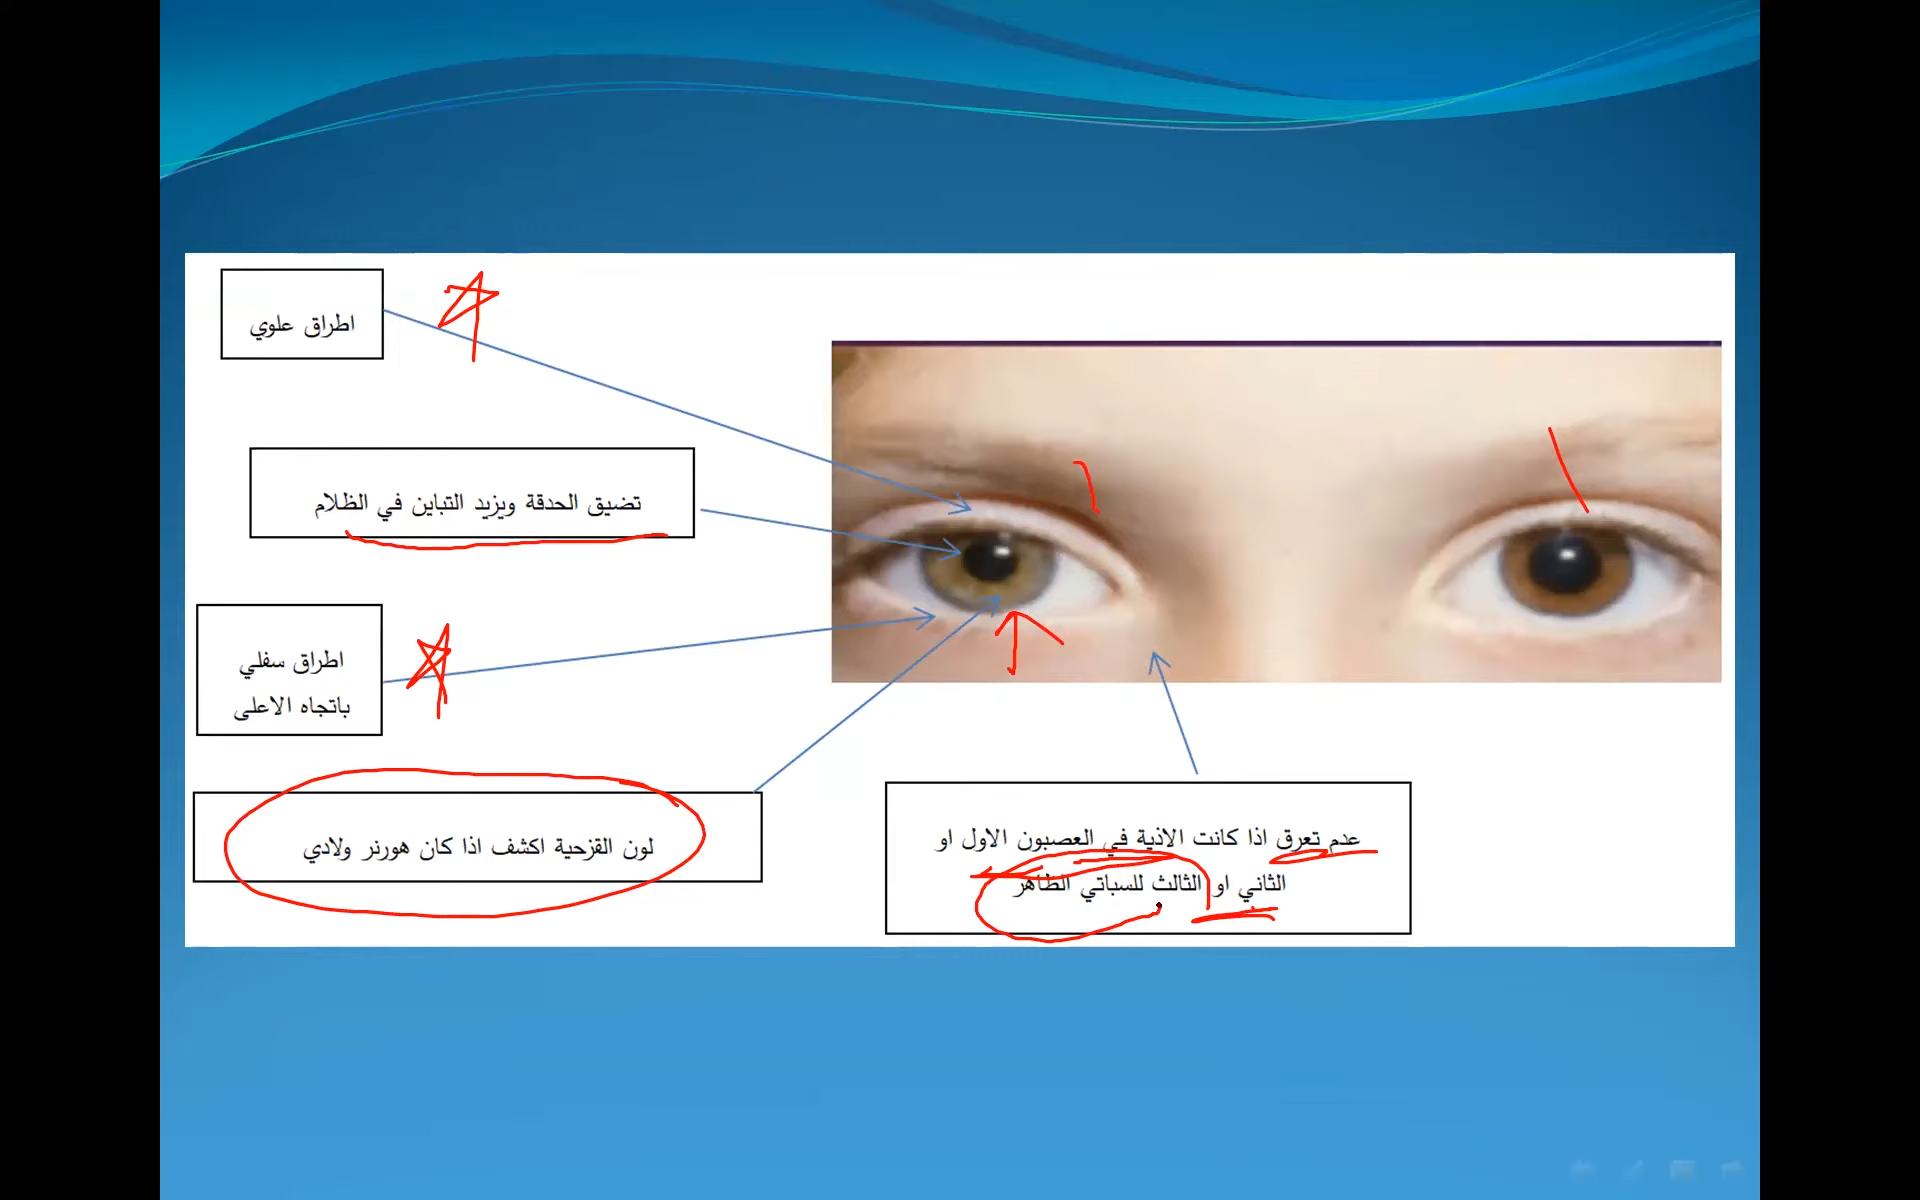 اطراق علوي
تضيق الحدقة ويزيد التباين في الظلام
اطراق سفلي
باتجاه الاعلى
لون القزحية اكشف اذا كان هورنر ولادي
عدم تعرق اذا كانت الاذية في العصبون الاول او
الثاني او الثالث للسباتي الظاهر